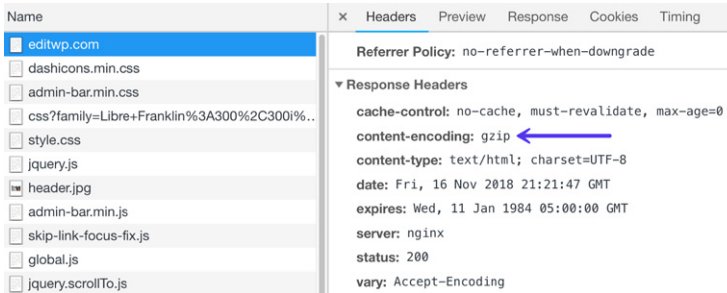 Name
editwp.com
dashicons.min.css
admin-bar.min.css
css?family=Libre+Franklin%3A300%2C300i%..
style.css
jquery.js
header.jpg
admin-bar.min.js
skip-link-focus-fix.js
global.js
jquery.scrollTo.js
× Headers Preview Response Cookies Timing
Referrer Policy: no-referrer-when-downgrade
▼ Response Headers
cache-control: no-cache, must-revalidate, max-age=0
content-encoding: gzip
content-type: text/html; charset=UTF-8
date: Fri, 16 Nov 2018 21:21:47 GMT
expires: Wed, 11 Jan 1984 05:00:00 GMT
server: nginx
status: 200
vary: Accept-Encoding